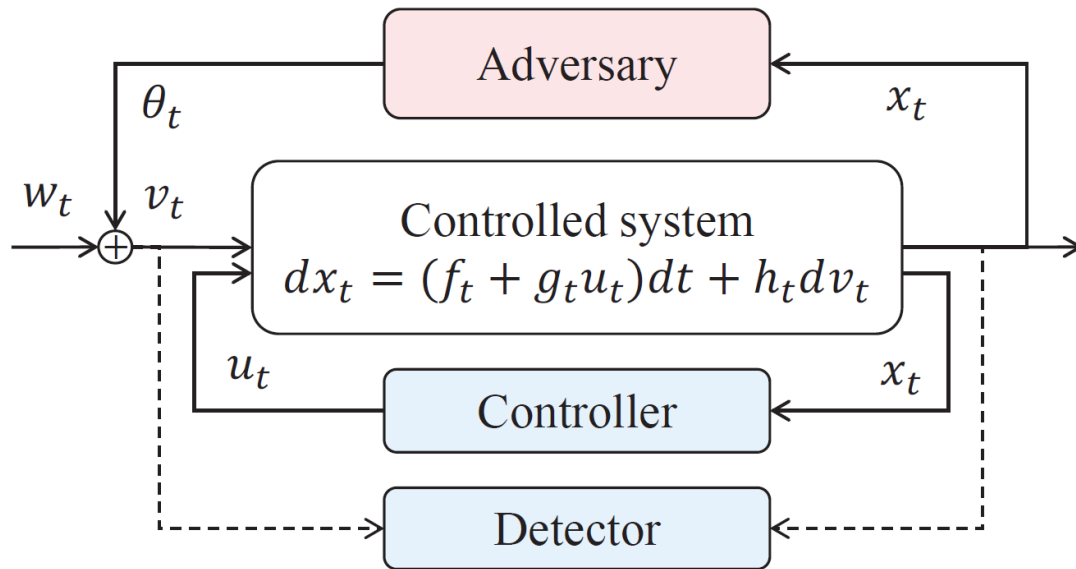 Adversary
θ_t
x_t
w_t
v_t
+
Controlled system
dx_t = (f_t + g_t u_t)dt + h_t dv_t
u_t
x_t
Controller
Detector